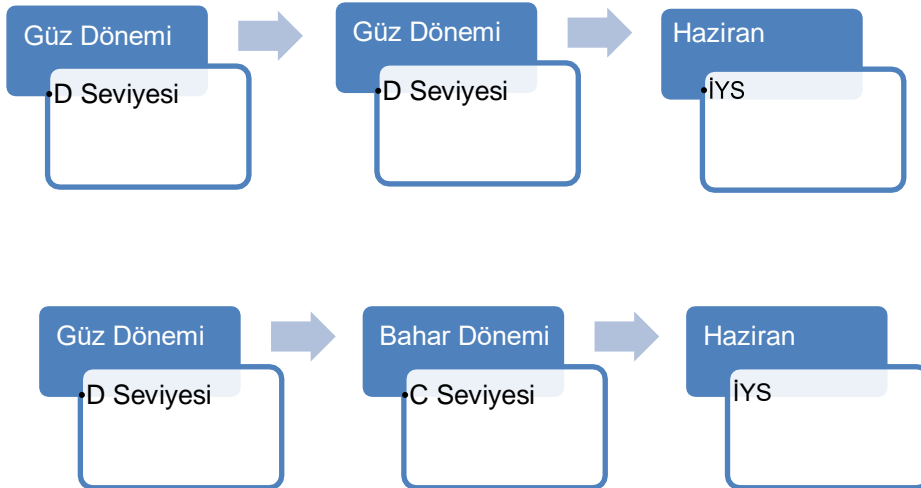 Güz Dönemi
•D Seviyesi
Güz Dönemi
•D Seviyesi
Haziran
•İYS
Güz Dönemi
•D Seviyesi
Bahar Dönemi
•C Seviyesi
Haziran
İYS